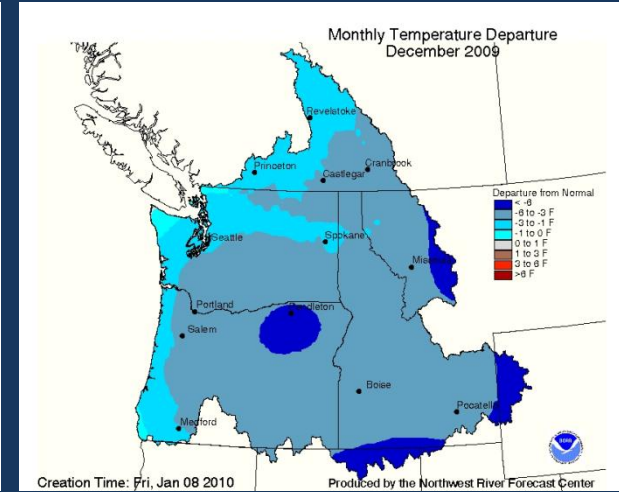 Monthly Temperature Departure
December 2009
Revelstoke
Princeton
Cranbrook
Castlegar
Departure from Normal
< -6
-6 to -3 F
-3 to -1 F
-1 to 0 F
0 to 1 F
1 to 3 F
3 to 6 F
>6 F
Seattle
Spokane
Portland
Salem
Boise
Pocatello
Medford
Creation Time: Fri, Jan 08 2010
Produced by the Northwest River Forecast Center